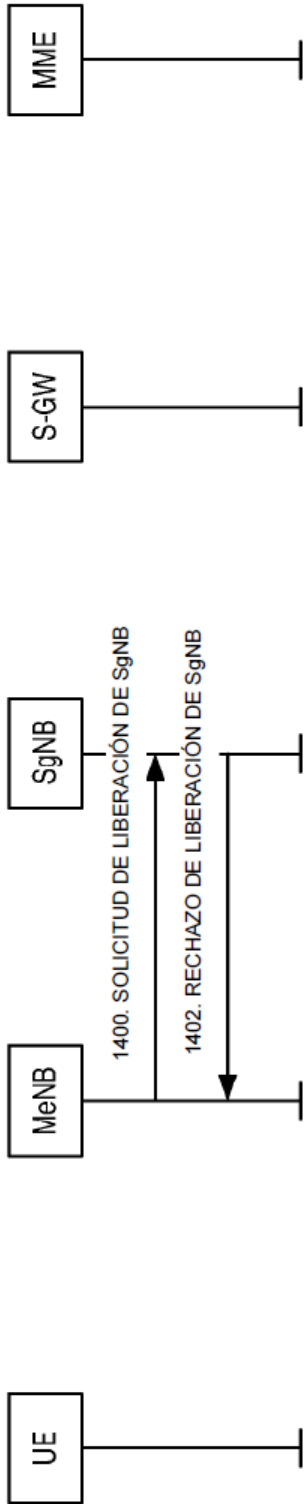 UE
MeNB
SgNB
S-GW
MME
1400. SOLICITUD DE LIBERACIÓN DE SgNB
1402. RECHAZO DE LIBERACIÓN DE SgNB